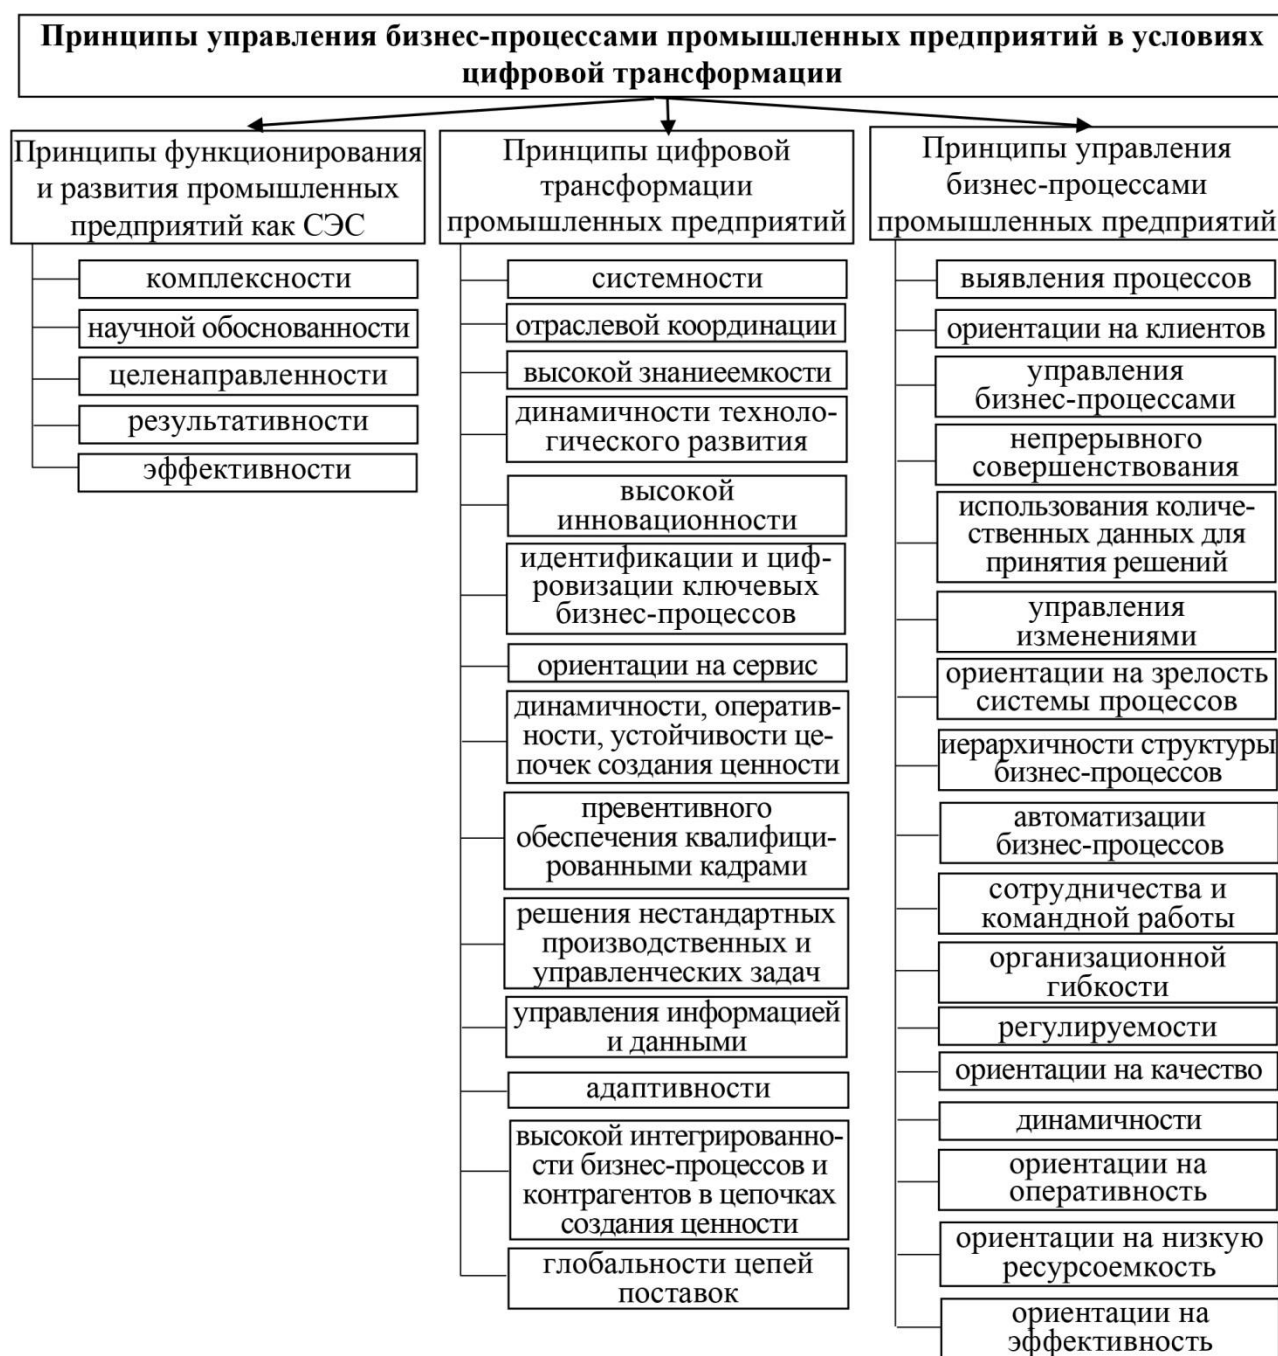 Принципы управления бизнес-процессами промышленных предприятий в условиях
цифровой трансформации
Принципы функционирования
и развития промышленных
предприятий как СЭС
комплексности
научной обоснованности
целенаправленности
результативности
эффективности
Принципы цифровой
трансформации
промышленных предприятий
системности
отраслевой координации
высокой знаниеемкости
динамичности техноло-
гического развития
высокой
инновационности
идентификации и циф-
ровизации ключевых
бизнес-процессов
ориентации на сервис
динамичности, оператив-
ности, устойчивости це-
почек создания ценности
превентивного
обеспечения квалифици-
рованными кадрами
решения нестандартных
производственных и
управленческих задач
управления информацией
и данными
адаптивности
высокой интегрированно-
сти бизнес-процессов и
контрагентов в цепочках
создания ценности
глобальности цепей
поставок
Принципы управления
бизнес-процессами
промышленных предприятий
выявления процессов
ориентации на клиентов
управления
бизнес-процессами
непрерывного
совершенствования
использования количе-
ственных данных для
принятия решений
управления
изменениями
ориентации на зрелость
системы процессов
иерархичности структуры
бизнес-процессов
автоматизации
бизнес-процессов
сотрудничества и
командной работы
организационной
гибкости
регулируемости
ориентации на качество
динамичности
ориентации на
оперативность
ориентации на низкую
ресурсоемкость
ориентации на
эффективность